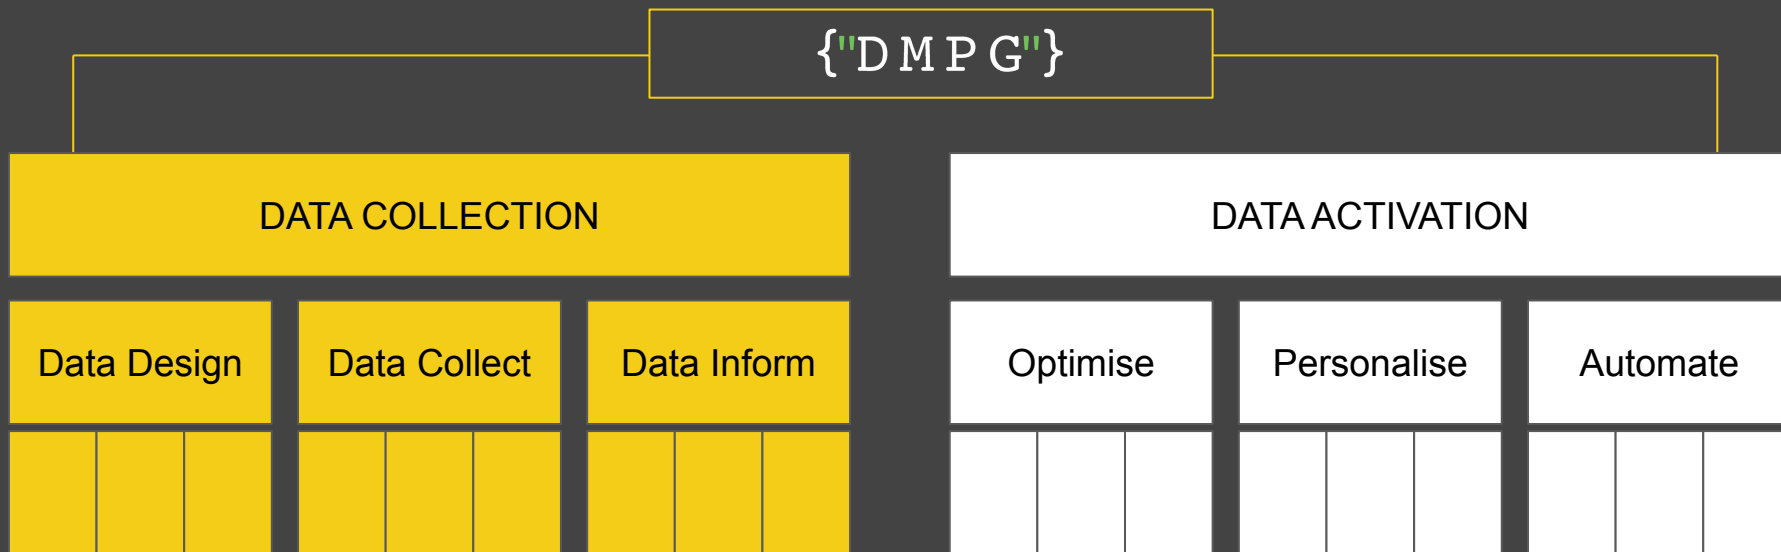 {"DMPG"}
DATA COLLECTION
DATA ACTIVATION
Data Design
Data Collect
Data Inform
Optimise
Personalise
Automate